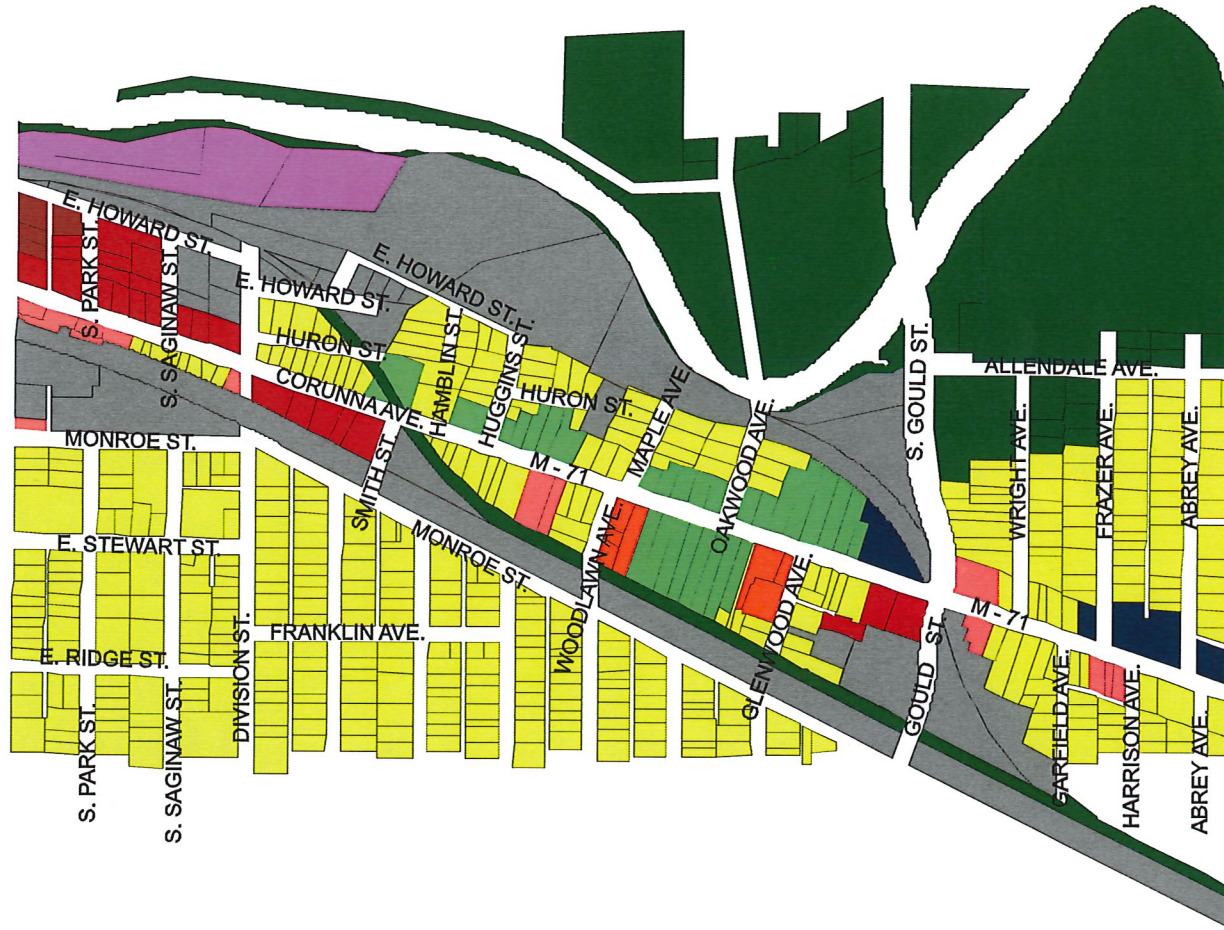 E. HOWARD ST.
S. PARK ST.
S. SAGINAW ST.
E. HOWARD ST.
E. HOWARD ST.
HURON ST.
CORUNNA AVE.
HAMBLIN ST.
HUGGINS ST.
HURON ST.
MAPLE AVE.
OAKWOOD AVE.
S. GOULD ST.
ALLENDALE AVE.
WRIGHT AVE.
FRAZER AVE.
ABREY AVE.
MONROE ST.
SMITH ST.
M - 71
MONROE ST.
E. STEWART ST.
WOODLAWN AVE.
GLENWOOD AVE.
M - 71
DIVISION ST.
FRANKLIN AVE.
E. RIDGE ST.
GOULD ST.
GARFIELD AVE.
HARRISON AVE.
ABREY AVE.
S. PARK ST.
S. SAGINAW ST.